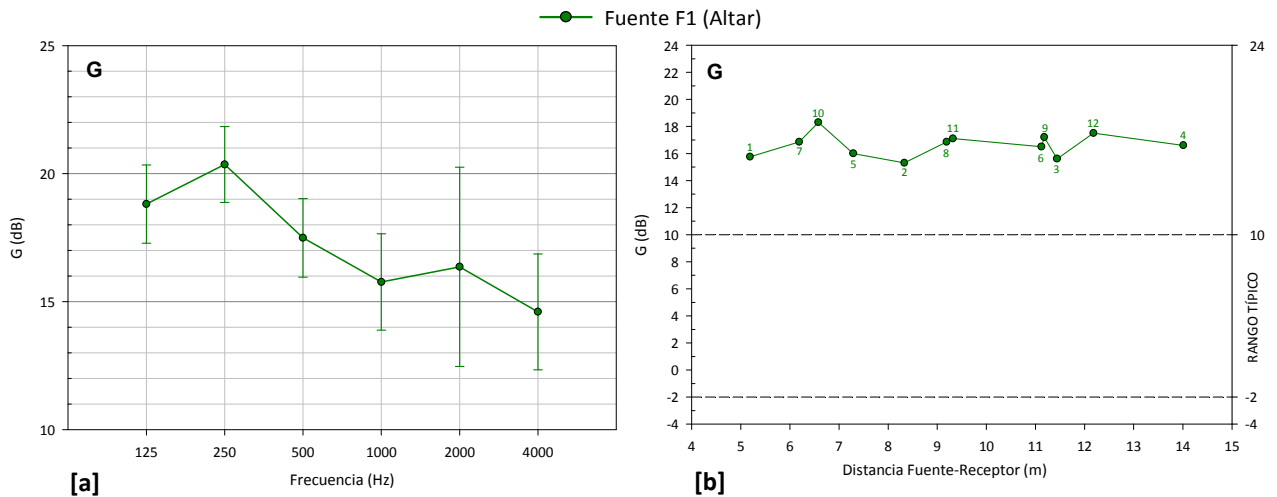 Fuente F1 (Altar)
G
G (dB)
25
20
15
10
125 250 500 1000 2000 4000
Frecuencia (Hz)
[a]
G
G (dB)
24
22
20
18
16
14
12
10
8
6
4
2
0
-2
-4
1 7 10 5 2 8 11 6 9 3 12 4
4 5 6 7 8 9 10 11 12 13 14 15
Distancia Fuente-Receptor (m)
24
10
-2
-4
RANGO TÍPICO
[b]